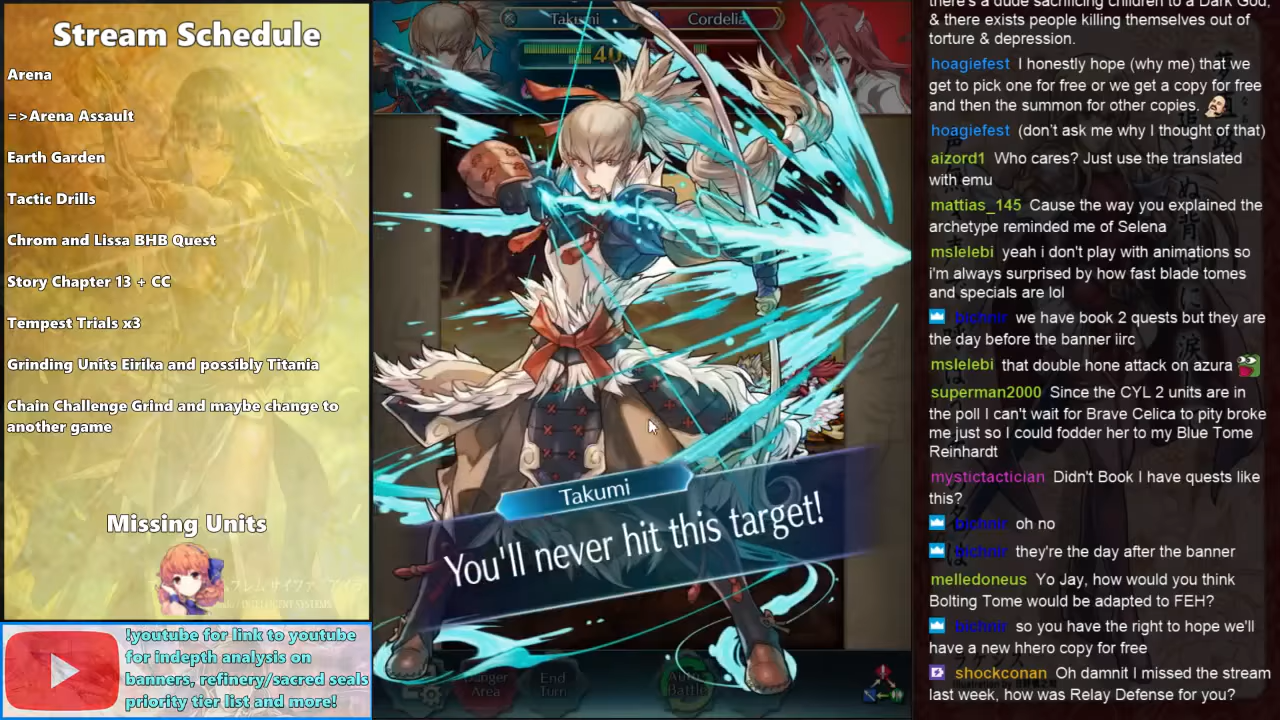 Stream Schedule
Arena
=>Arena Assault
Earth Garden
Tactic Drills
Chrom and Lissa BHB Quest
Story Chapter 13 + CC
Tempest Trials x3
Grinding Units Eirika and possibly Titania
Chain Challenge Grind and maybe change to
another game
Missing Units
INTELLIGENT SYSTEMS
!youtube for link to youtube
for indepth analysis on
banners, refinery/sacred seals
priority tier list and more!
Takumi
Cordelia
40
Takumi
You'll never hit this target!
Danger
Area
End
Turn
Auto
Battle
there's a dude sacrificing children to a Dark God,
& there exists people killing themselves out of
torture & depression.
hoagiefest I honestly hope (why me) that we
get to pick one for free or we get a copy for free
and then the summon for other copies.
hoagiefest (don't ask me why I thought of that)
aizord1 Who cares? Just use the translated
with emu
mattias_145 Cause the way you explained the
archetype reminded me of Selena
mslelebi yeah i don't play with animations so
i'm always surprised by how fast blade tomes
and specials are lol
bichnir we have book 2 quests but they are
the day before the banner iirc
mslelebi that double hone attack on azura
superman2000 Since the CYL 2 units are in
the poll I can't wait for Brave Celica to pity broke
me just so I could fodder her to my Blue Tome
Reinhardt
mystictactician Didn't Book I have quests like
this?
bichnir oh no
bichnir they're the day after the banner
melledoneus Yo Jay, how would you think
Bolting Tome would be adapted to FEH?
bichnir so you have the right to hope we'll
have a new hhero copy for free
shockconan Oh damnit I missed the stream
last week, how was Relay Defense for you?